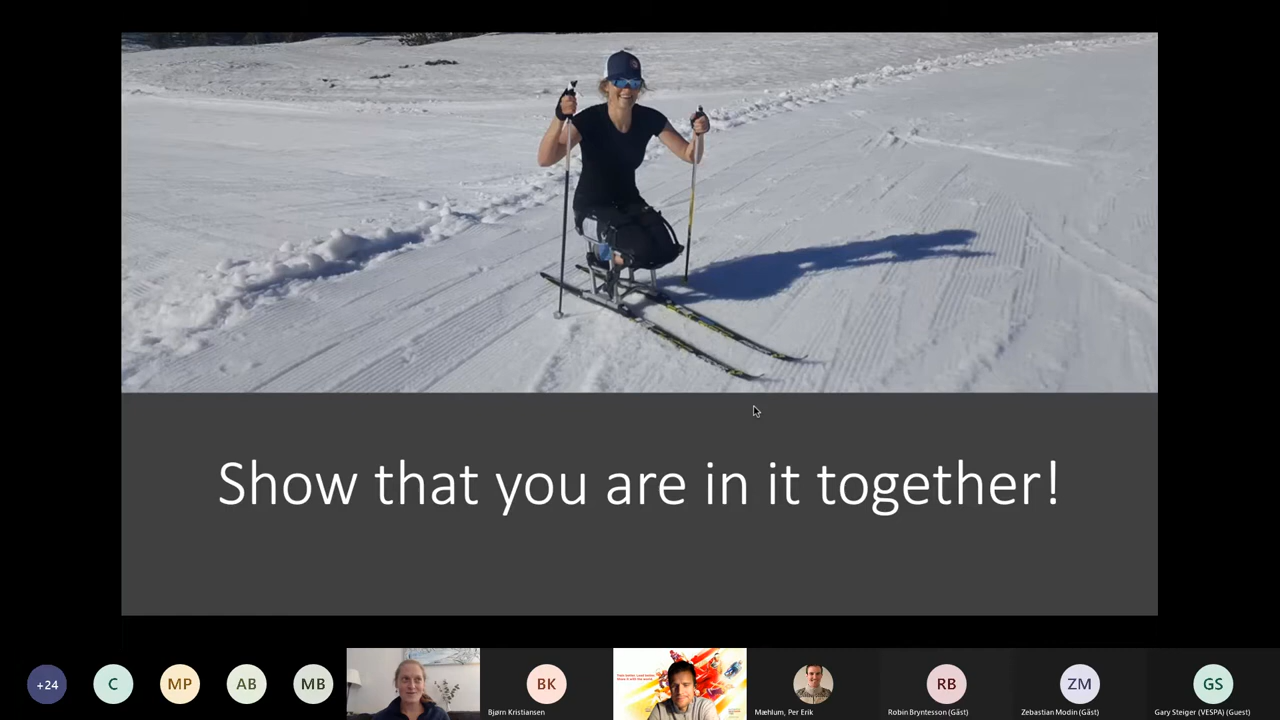 Show that you are in it together!
+24
C
MP
AB
MB
BK
Bjørn Kristiansen
Mæhlum, Per Erik
RB
Robin Bryntesson (Gäst)
ZM
Zebastian Modin (Gäst)
GS
Gary Steiger (VESPA) (Guest)